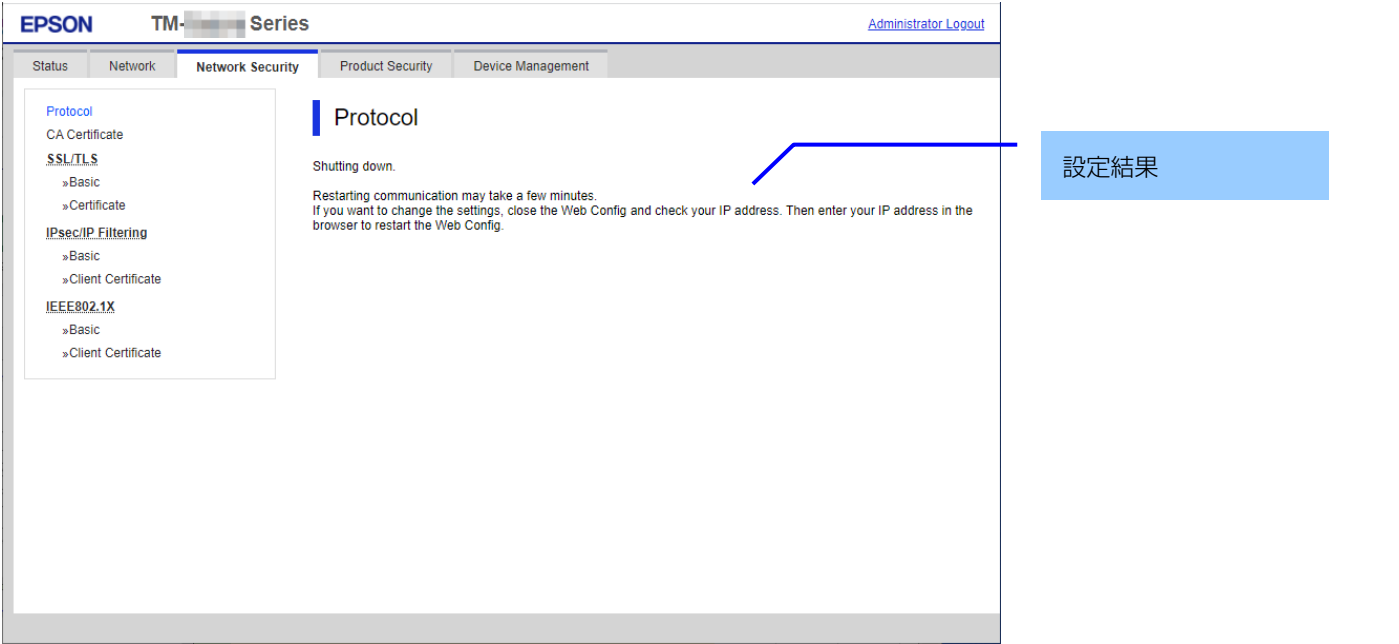 EPSON TM- Series Administrator Logout
Status Network Network Security Product Security Device Management
Protocol
CA Certificate
SSL/TLS
»Basic
»Certificate
IPsec/IP Filtering
»Basic
»Client Certificate
IEEE802.1X
»Basic
»Client Certificate
Protocol
Shutting down.
Restarting communication may take a few minutes.
If you want to change the settings, close the Web Config and check your IP address. Then enter your IP address in the
browser to restart the Web Config.
設定結果